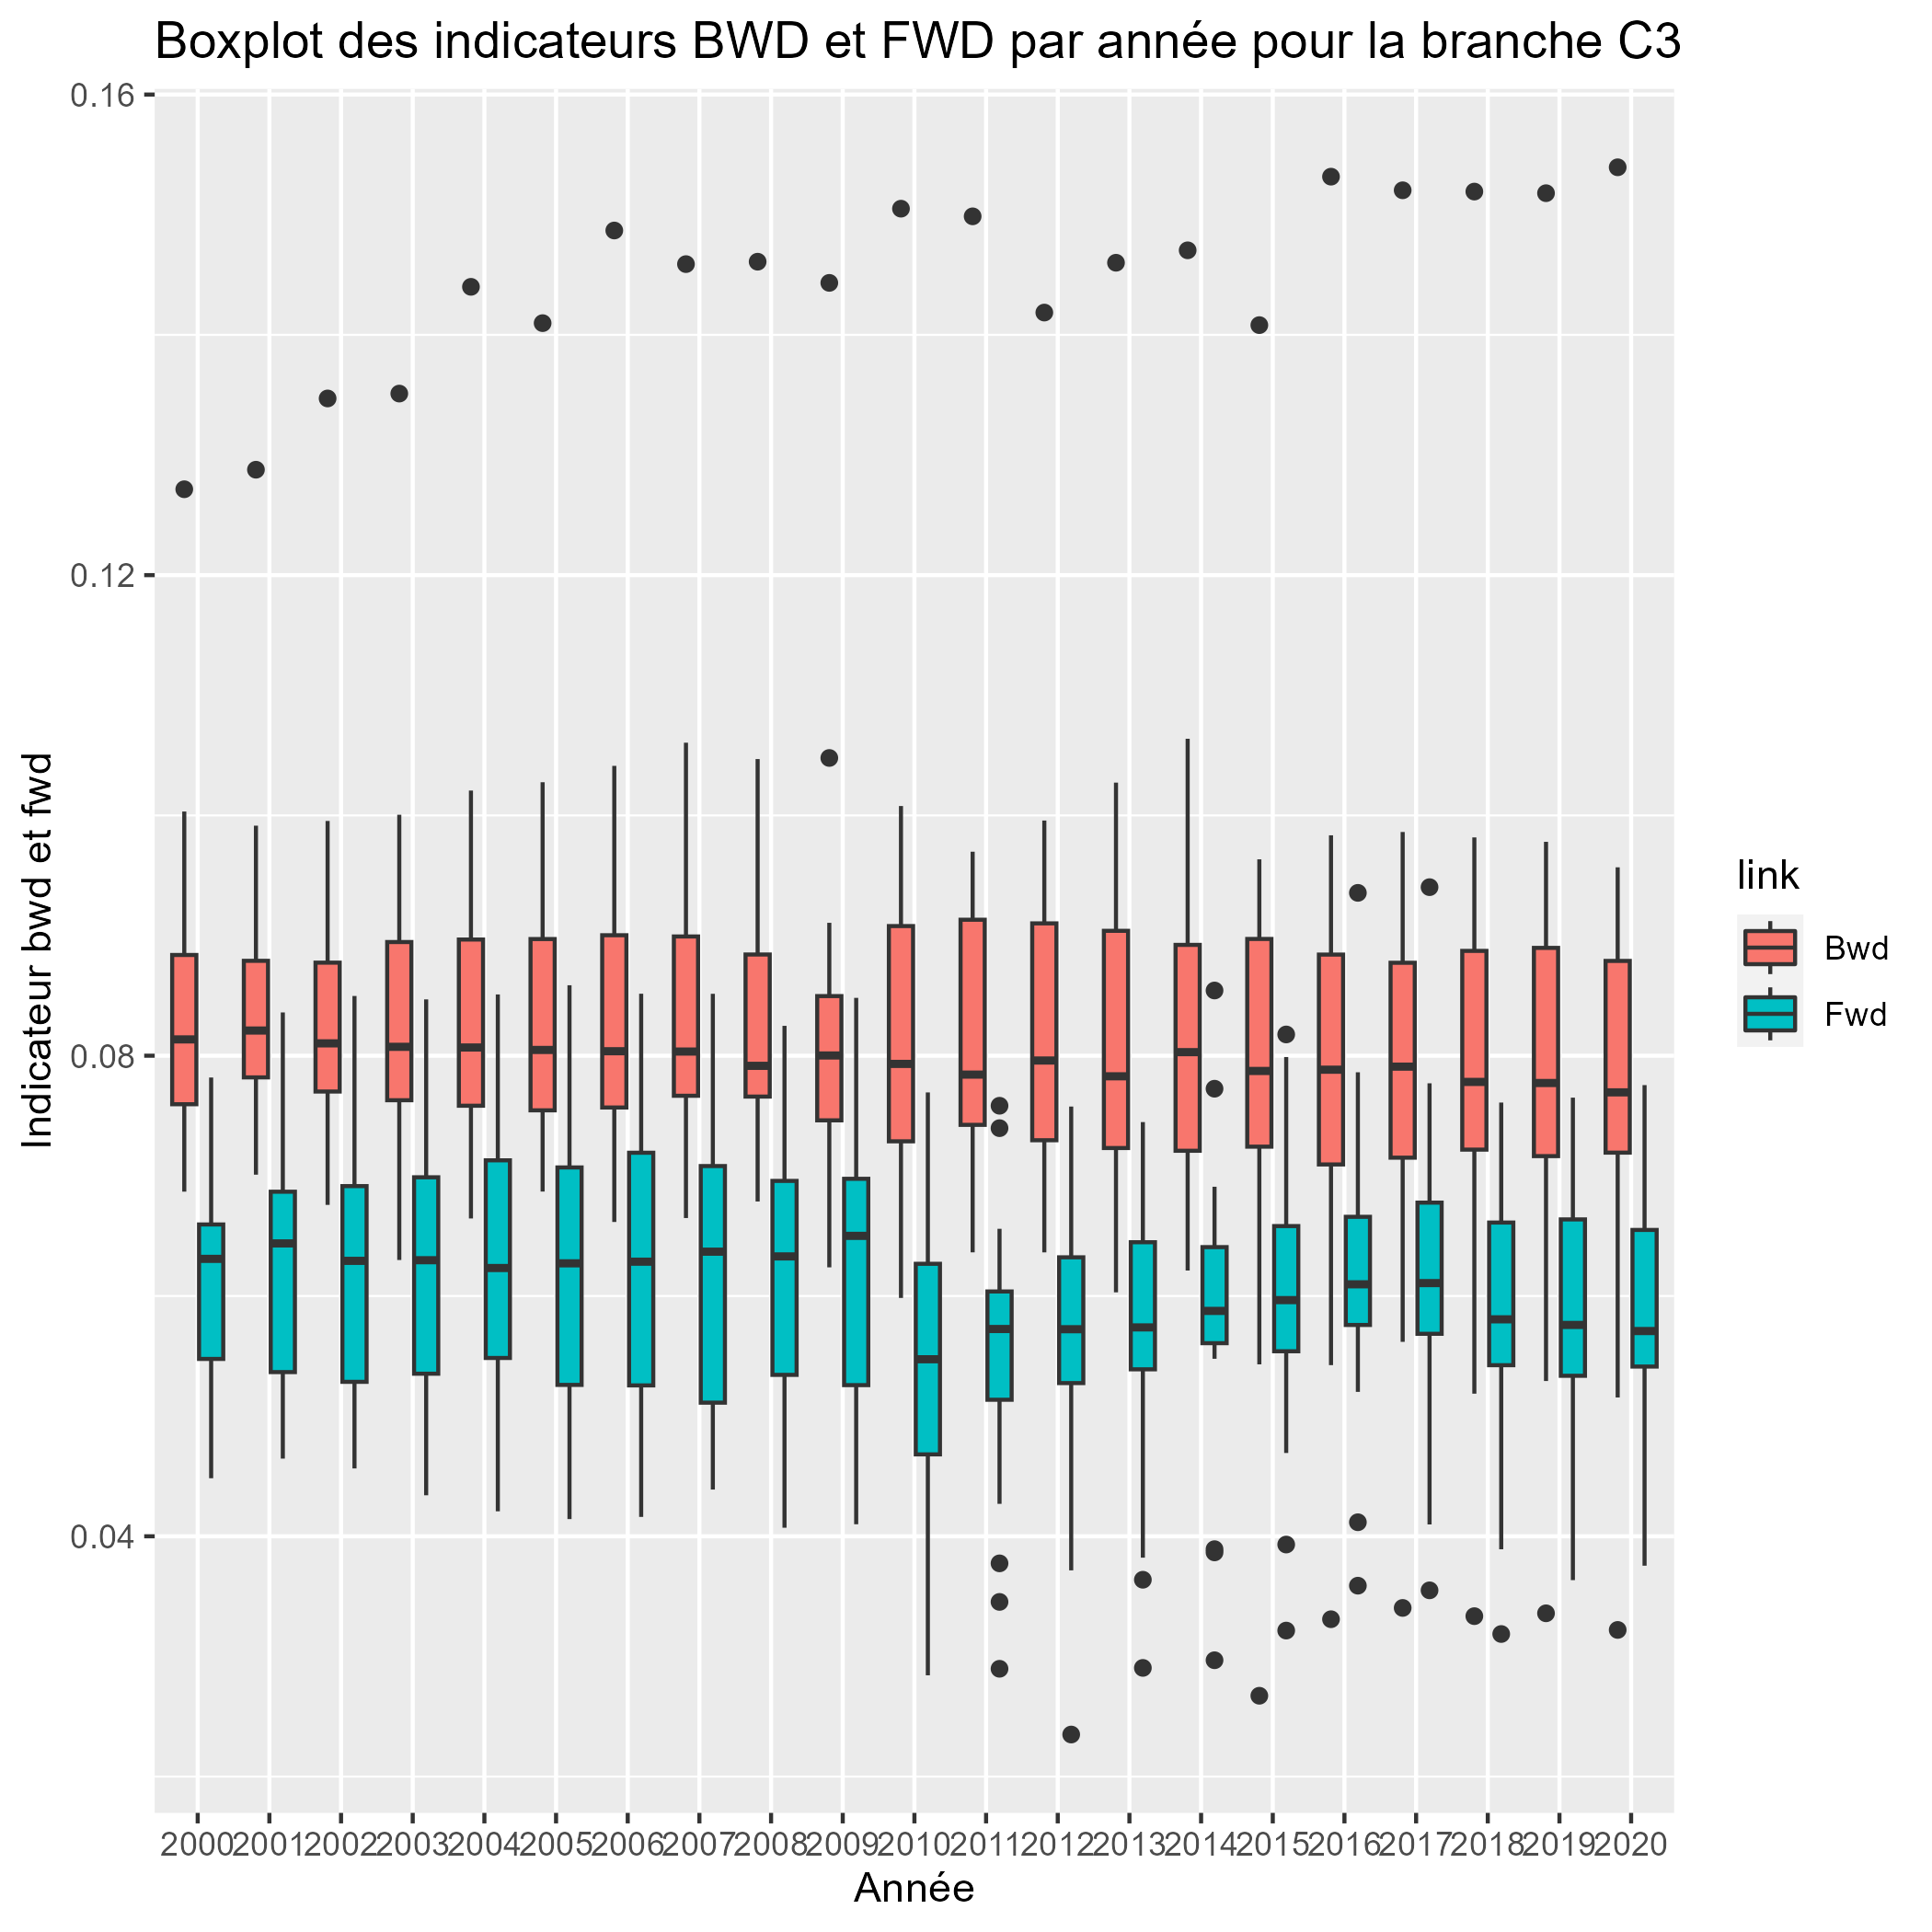 Boxplot des indicateurs BWD et FWD par année pour la branche C3
0.16
0.12
0.08
0.04
Indicateur bwd et fwd
2000 2001 2002 2003 2004 2005 2006 2007 2008 2009 2010 2011 2012 2013 2014 2015 2016 2017 2018 2019 2020
Année
link
Bwd
Fwd